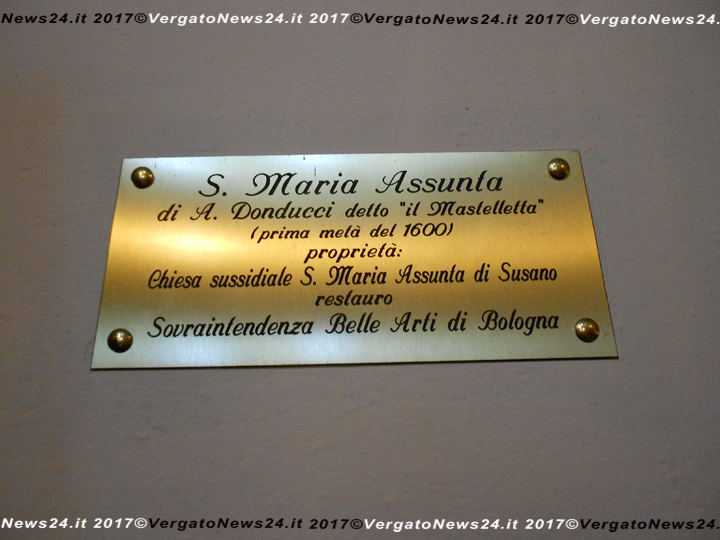 News24.it 2017©VergatoNews24.it 2017©VergatoNews24.it 2017©VergatoNews24.
S. Maria Assunta
di A. Donducci detto "il Mastelletta"
(prima metà del 1600)
proprietà:
Chiesa sussidiale S. Maria Assunta di Susano
restauro
Sovraintendenza Belle Arti di Bologna
News24.it 2017©VergatoNews24.it 2017©VergatoNews24.it 2017©VergatoNews24.